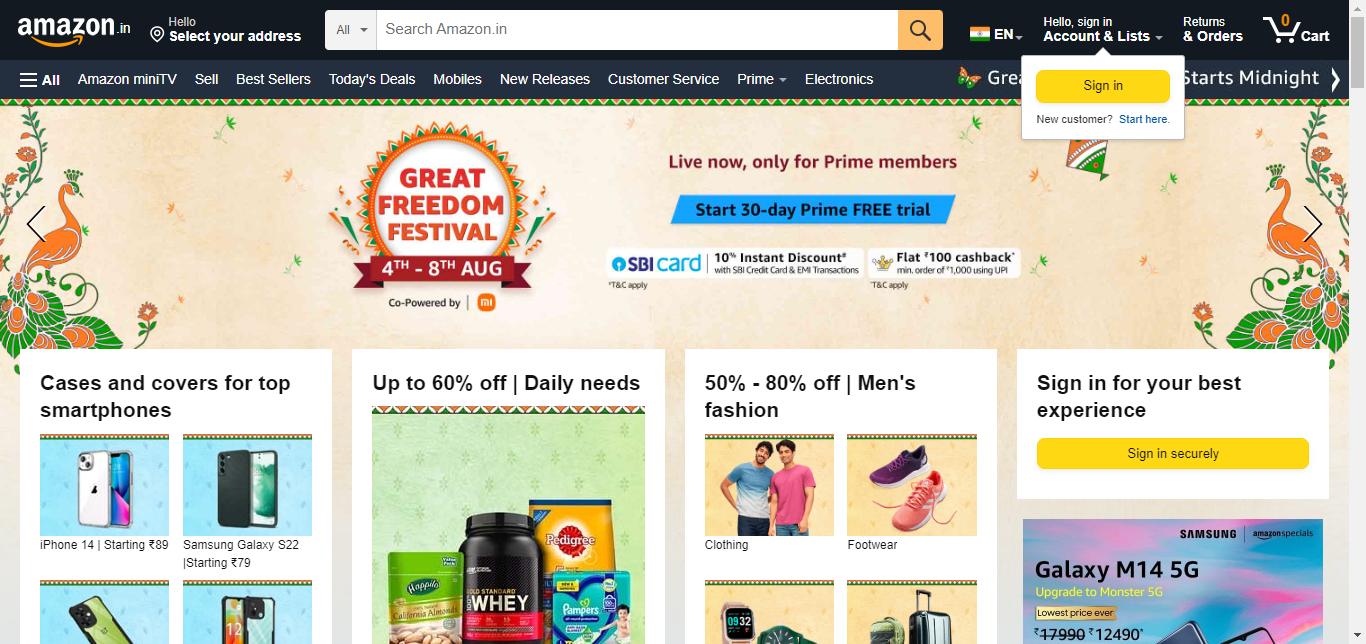 amazon.in
Hello
Select your address
All
Search Amazon.in
EN
Hello, sign in
Account & Lists
Returns
& Orders
0
Cart
All
Amazon miniTV
Sell
Best Sellers
Today's Deals
Mobiles
New Releases
Customer Service
Prime
Electronics
Starts Midnight
Sign in
New customer? Start here.
GREAT
FREEDOM
FESTIVAL
4TH - 8TH AUG
Co-Powered by | mi
Live now, only for Prime members
Start 30-day Prime FREE trial
SBI card
10% Instant Discount#
with SBI Credit Card & EMI Transactions
*T&C apply
Flat ₹100 cashback*
min. order of ₹1,000 using UPI
*T&C apply
Cases and covers for top
smartphones
iPhone 14 | Starting ₹89
Samsung Galaxy S22
|Starting ₹79
12
Up to 60% off | Daily needs
Happilo
California Almonds
GOLD STANDARD
100% WHEY
Pedigree
Pampers
50% - 80% off | Men's
fashion
Clothing
Footwear
09:32
Sign in for your best
experience
Sign in securely
SAMSUNG
amazonspecials
Galaxy M14 5G
Upgrade to Monster 5G
Lowest price ever
₹17990 ₹12490*